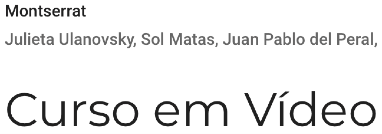 Montserrat
Julieta Ulanovsky, Sol Matas, Juan Pablo del Peral,
Curso em Vídeo